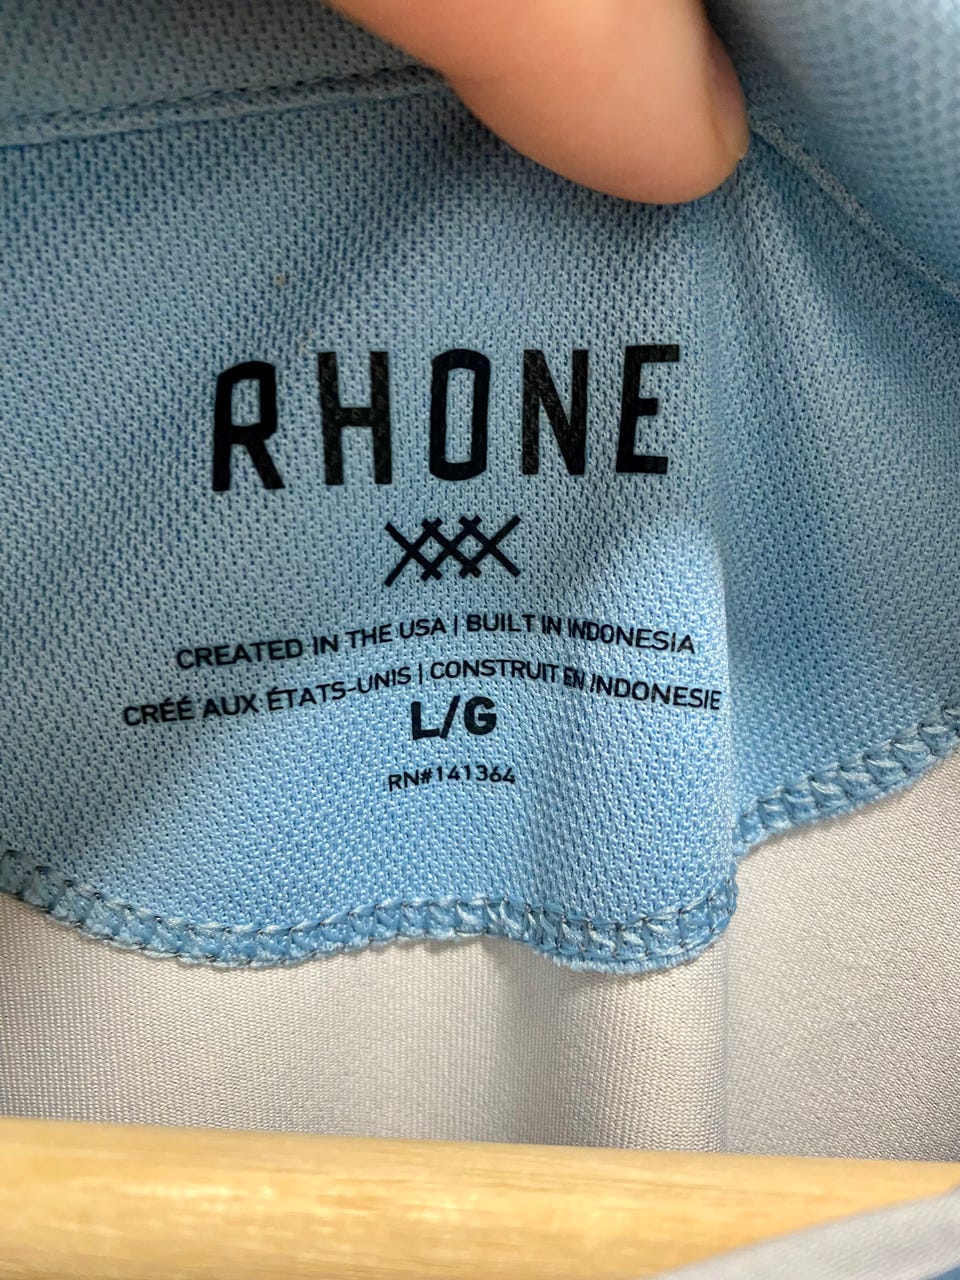 RHONE
CREATED IN THE USA | BUILT IN INDONESIA
CRÉÉ AUX ÉTATS-UNIS | CONSTRUIT EN INDONESIE
L/G
RN#141364